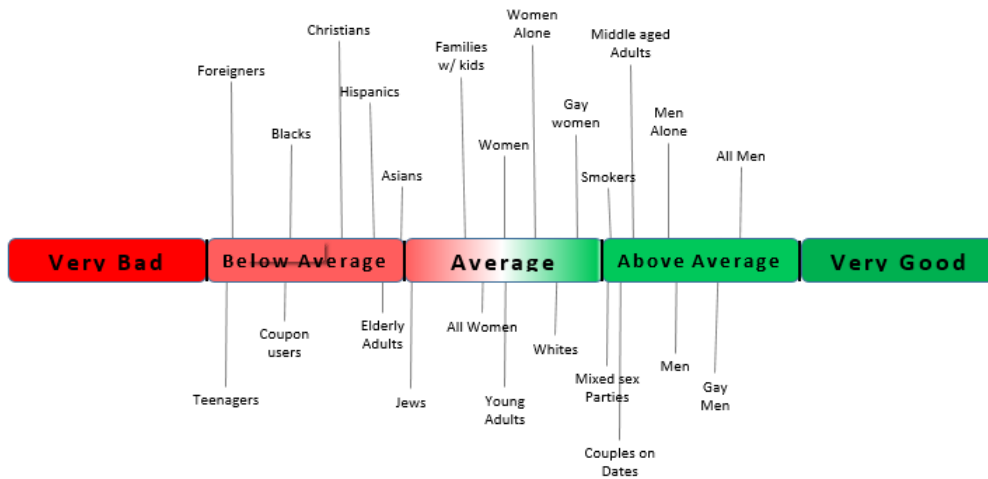 Women
Alone
Christians
Middle aged
Adults
Families
w/ kids
Foreigners
Hispanics
Gay
women
Men
Alone
Blacks
Women
All Men
Asians
Smokers
Very Bad
Below Average
Average
Above Average
Very Good
Coupon
users
Elderly
Adults
All Women
Whites
Mixed sex
Parties
Men
Gay
Men
Teenagers
Jews
Young
Adults
Couples on
Dates